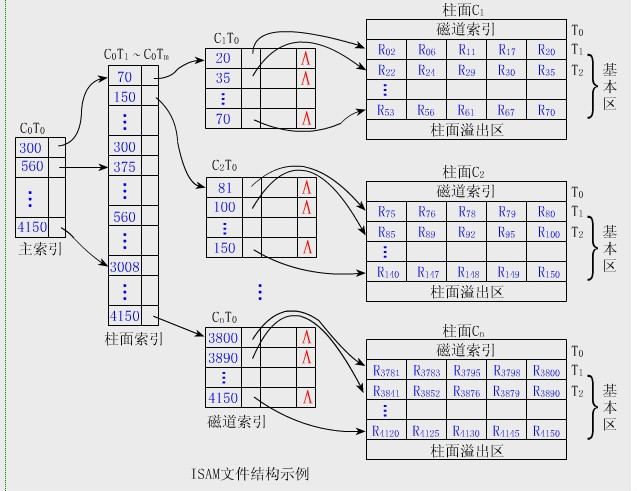 C₀T₀
300
560
⋮
4150
主索引
C₀T₁~C₀Tₘ
70
150
⋮
300
375
⋮
560
⋮
3008
⋮
4150
柱面索引
C₁T₀
20 Λ
35 Λ
⋮
70 Λ
C₂T₀
81 Λ
100 Λ
⋮
150 Λ
⋮
CₙT₀
3800 Λ
3890 Λ
⋮
4150 Λ
磁道索引
柱面C₁
磁道索引 T₀
R₀₂ R₀₆ R₁₁ R₁₇ R₂₀ T₁
R₂₂ R₂₄ R₂₉ R₃₀ R₃₅ T₂
⋮
R₅₃ R₅₆ R₆₁ R₆₇ R₇₀
柱面溢出区
基本区
柱面C₂
磁道索引 T₀
R₇₅ R₇₆ R₇₈ R₇₉ R₈₀ T₁
R₈₅ R₈₉ R₉₂ R₉₅ R₁₀₀ T₂
⋮
R₁₄₀ R₁₄₇ R₁₄₈ R₁₄₉ R₁₅₀
柱面溢出区
基本区
柱面Cₙ
磁道索引 T₀
R₃₇₈₁ R₃₇₈₃ R₃₇₉₅ R₃₇₉₈ R₃₈₀₀ T₁
R₃₈₄₁ R₃₈₅₂ R₃₈₇₆ R₃₈₇₉ R₃₈₉₀ T₂
⋮
R₄₁₂₀ R₄₁₂₅ R₄₁₃₀ R₄₁₄₅ R₄₁₅₀
柱面溢出区
基本区
ISAM文件结构示例